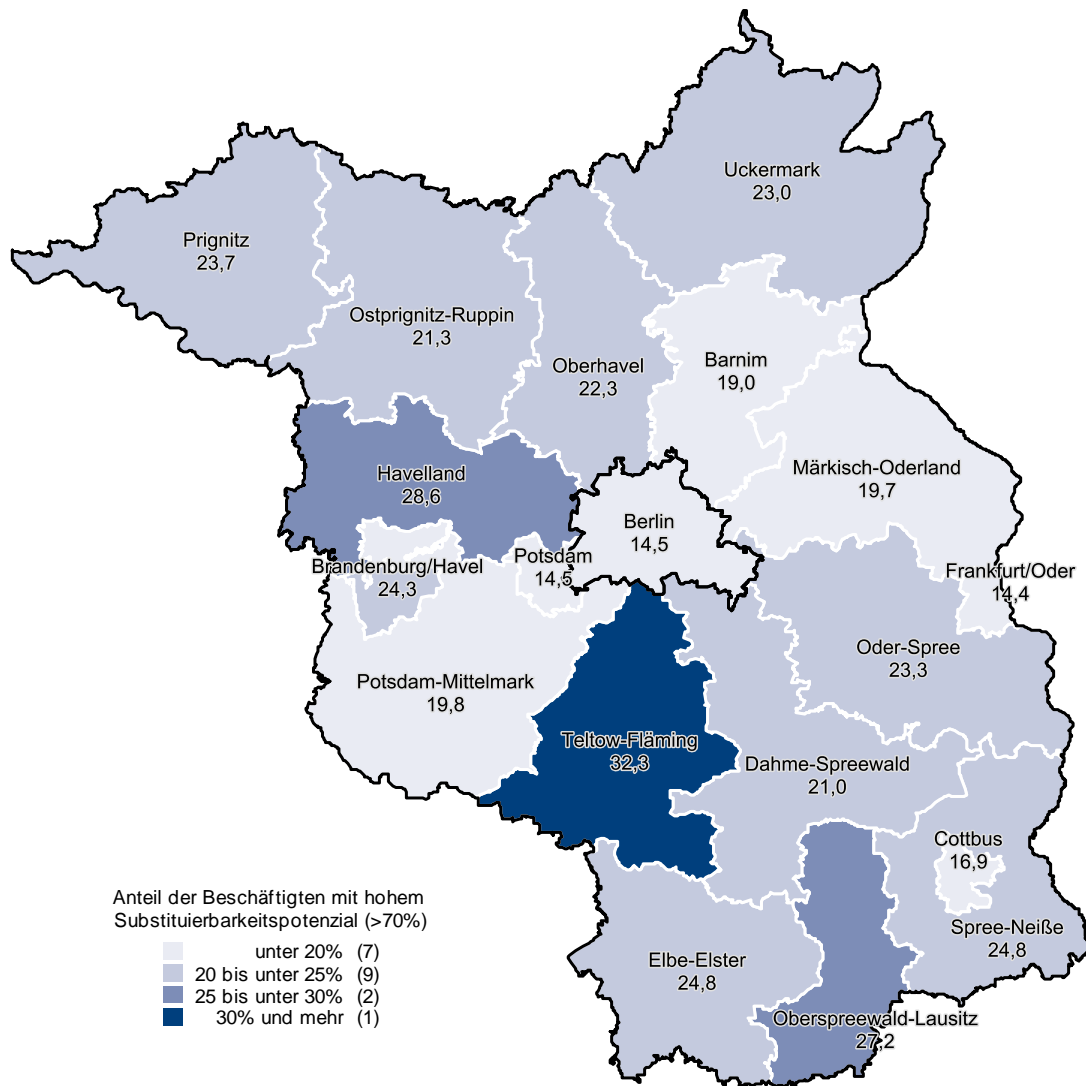 Uckermark
23,0
Prignitz
23,7
Ostprignitz-Ruppin
21,3
Oberhavel
22,3
Barnim
19,0
Havelland
28,6
Märkisch-Oderland
19,7
Berlin
14,5
Potsdam
14,5
Brandenburg/Havel
24,3
Frankfurt/Oder
14,4
Oder-Spree
23,3
Potsdam-Mittelmark
19,8
Teltow-Fläming
32,3
Dahme-Spreewald
21,0
Cottbus
16,9
Spree-Neiße
24,8
Elbe-Elster
24,8
Oberspreewald-Lausitz
27,2
Anteil der Beschäftigten mit hohem
Substituierbarkeitspotenzial (>70%)
unter 20% (7)
20 bis unter 25% (9)
25 bis unter 30% (2)
30% und mehr (1)